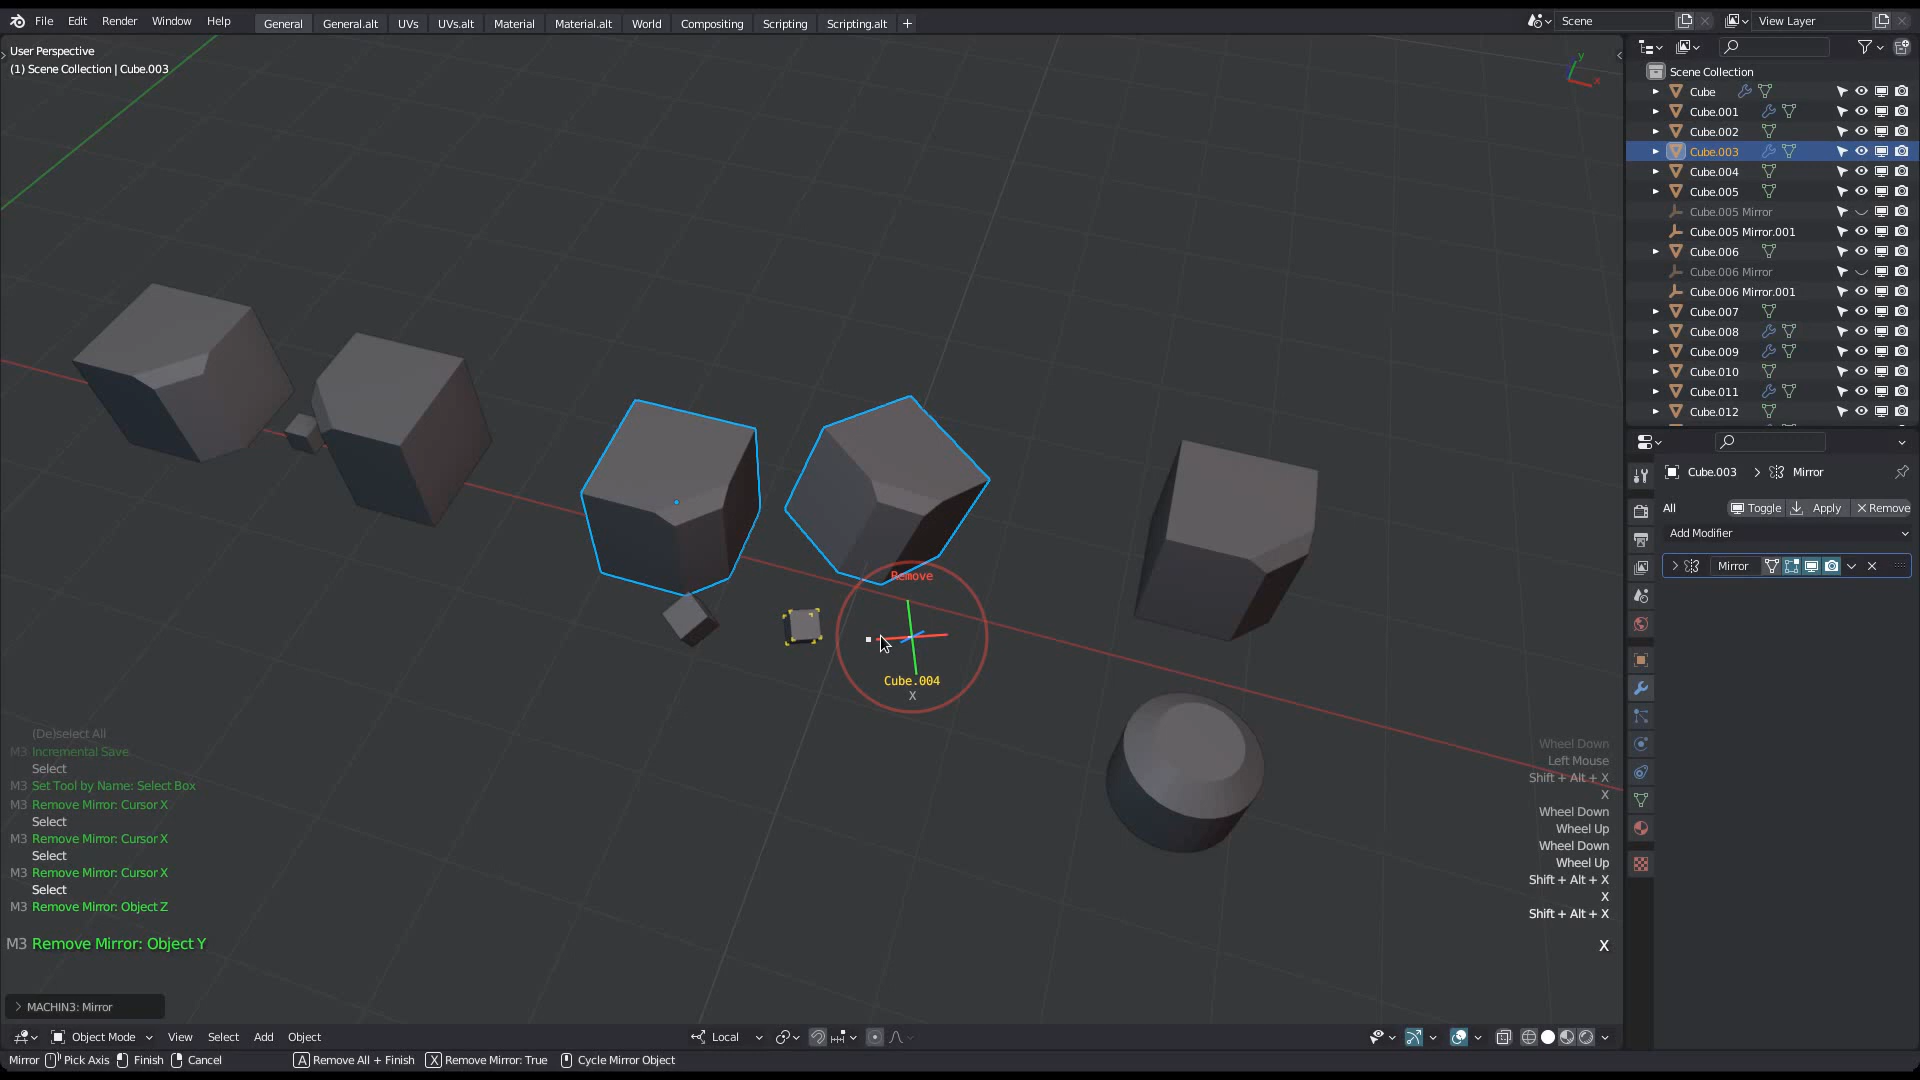 File Edit Render Window Help General General.alt UVs UVs.alt Material Material.alt World Compositing Scripting Scripting.alt + Scene View Layer
User Perspective
(1) Scene Collection | Cube.003
y
x
Scene Collection
Cube
Cube.001
Cube.002
Cube.003
Cube.004
Cube.005
Cube.005 Mirror
Cube.005 Mirror.001
Cube.006
Cube.006 Mirror
Cube.006 Mirror.001
Cube.007
Cube.008
Cube.009
Cube.010
Cube.011
Cube.012
Cube.003 > Mirror
All Toggle Apply Remove
Add Modifier
Mirror
Remove
Cube.004
X
(De)select All
M3 Incremental Save
Select
M3 Set Tool by Name: Select Box
M3 Remove Mirror: Cursor X
Select
M3 Remove Mirror: Cursor X
Select
M3 Remove Mirror: Cursor X
Select
M3 Remove Mirror: Object Z
M3 Remove Mirror: Object Y
Wheel Down
Left Mouse
Shift + Alt + X
X
Wheel Down
Wheel Up
Wheel Down
Wheel Up
Shift + Alt + X
X
Shift + Alt + X
X
MACHIN3: Mirror
Object Mode View Select Add Object Local
Mirror Pick Axis Finish Cancel A Remove All + Finish X Remove Mirror: True Cycle Mirror Object